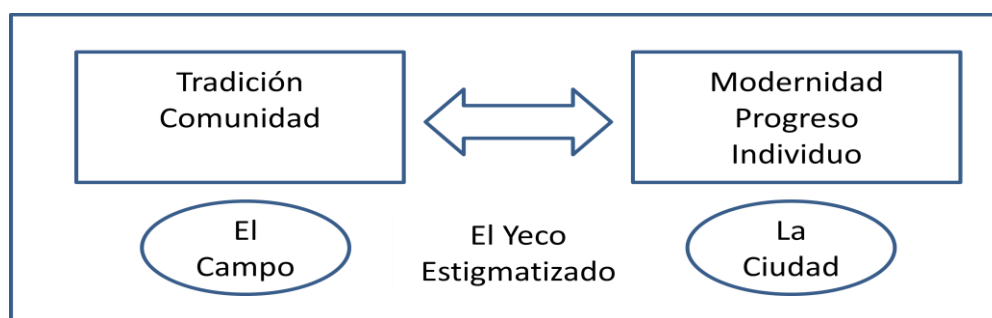 Tradición
Comunidad
Modernidad
Progreso
Individuo
El
Campo
El Yeco
Estigmatizado
La
Ciudad